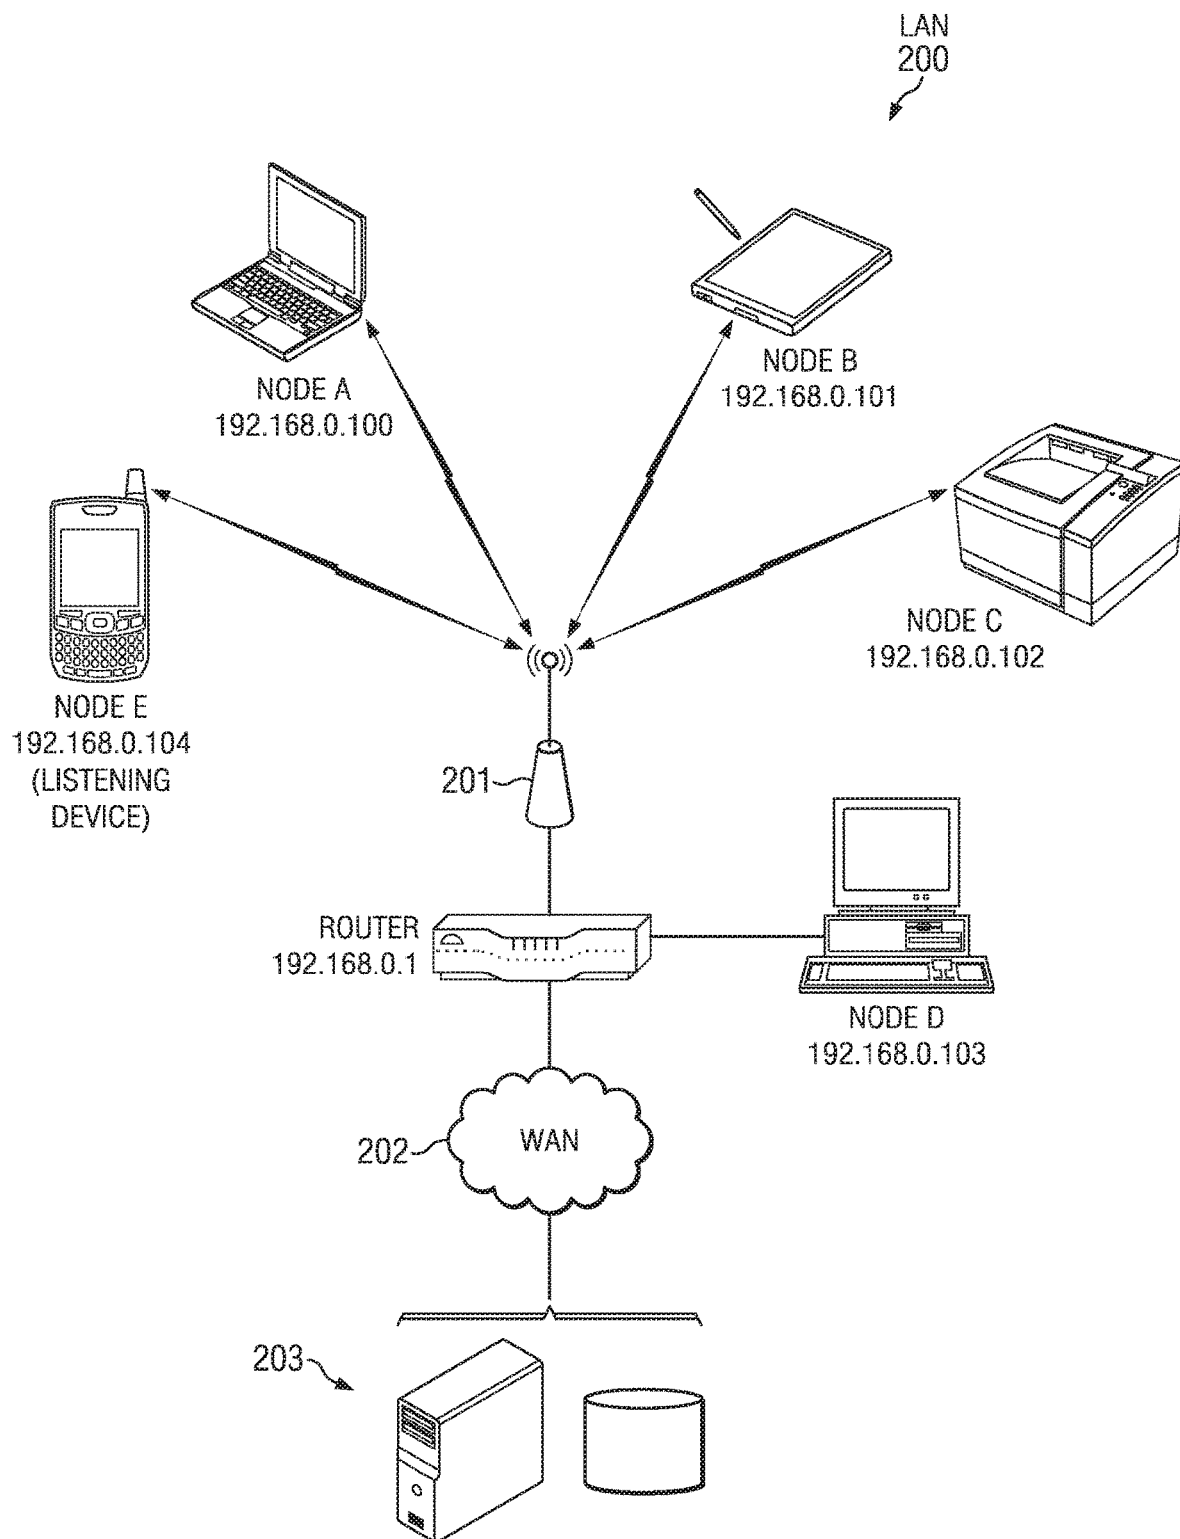 LAN
200
NODE A
192.168.0.100
NODE B
192.168.0.101
NODE C
192.168.0.102
NODE E
192.168.0.104
(LISTENING
DEVICE)
201
ROUTER
192.168.0.1
NODE D
192.168.0.103
202
WAN
203